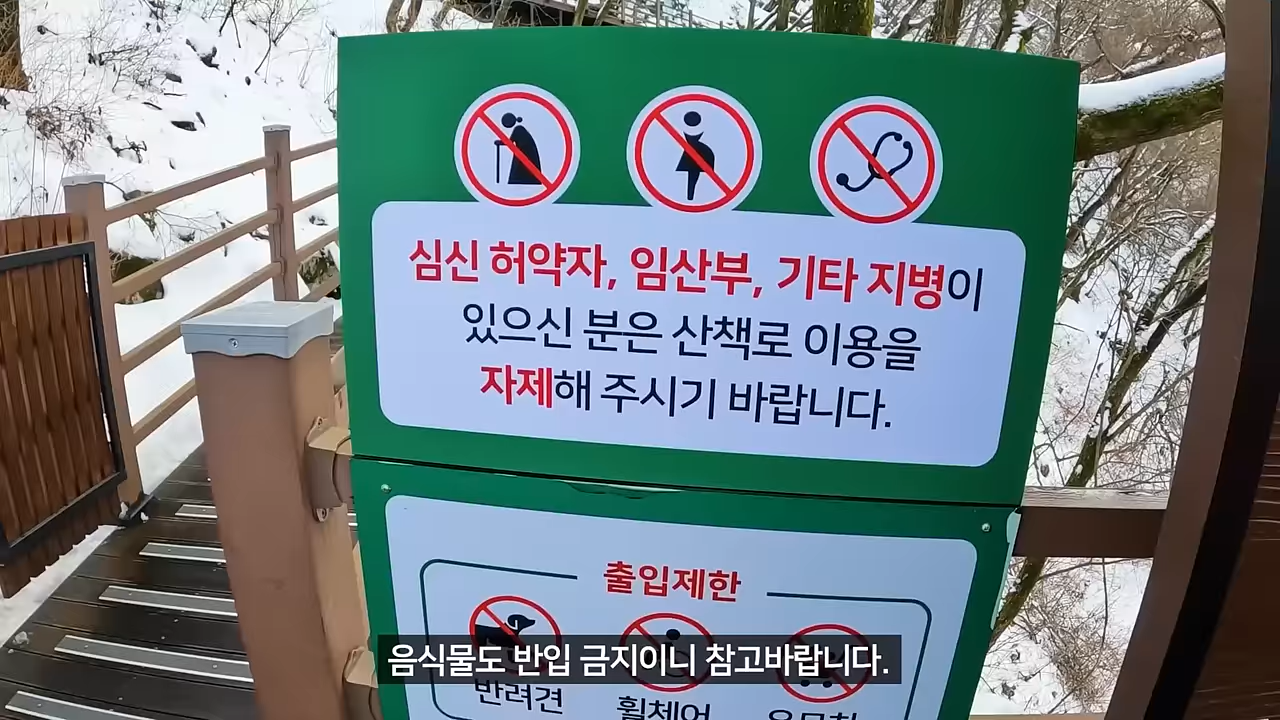 심신 허약자, 임산부, 기타 지병이
있으신 분은 산책로 이용을
자제해 주시기 바랍니다.
출입제한
음식물도 반입 금지이니 참고바랍니다.
반려견 휠체어